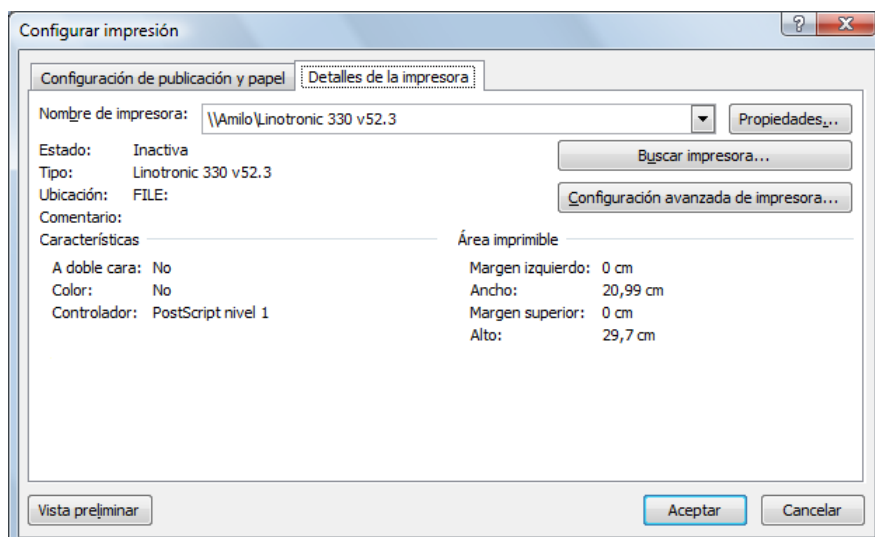 Configurar impresión
?
X
Configuración de publicación y papel Detalles de la impresora
Nombre de impresora: \\Amilo\Linotronic 330 v52.3 Propiedades...
Estado: Inactiva Buscar impresora...
Tipo: Linotronic 330 v52.3
Ubicación: FILE: Configuración avanzada de impresora...
Comentario:
Características Área imprimible
A doble cara: No Margen izquierdo: 0 cm
Color: No Ancho: 20,99 cm
Controlador: PostScript nivel 1 Margen superior: 0 cm
Alto: 29,7 cm
Vista preliminar Aceptar Cancelar